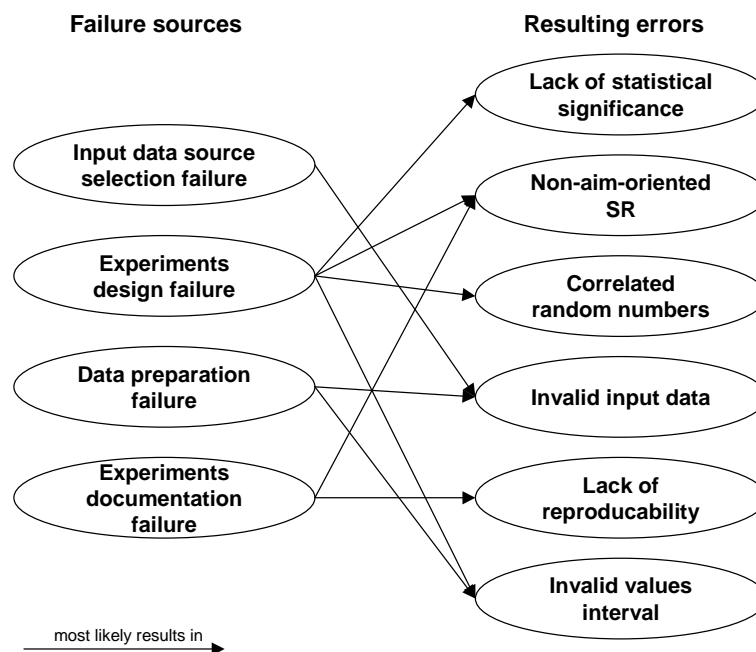 Failure sources
Resulting errors
Input data source
selection failure
Experiments
design failure
Data preparation
failure
Experiments
documentation
failure
Lack of statistical
significance
Non-aim-oriented
SR
Correlated
random numbers
Invalid input data
Lack of
reproducability
Invalid values
interval
most likely results in